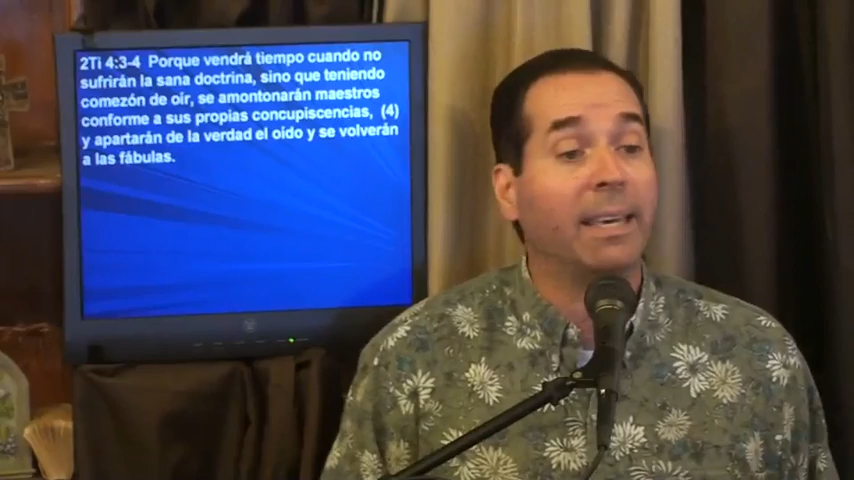 2Ti 4:3-4 Porque vendrá tiempo cuando no
sufrirán la sana doctrina, sino que teniendo
comezón de oír, se amontonarán maestros
conforme a sus propias concupiscencias, (4)
y apartarán de la verdad el oído y se volverán
a las fábulas.